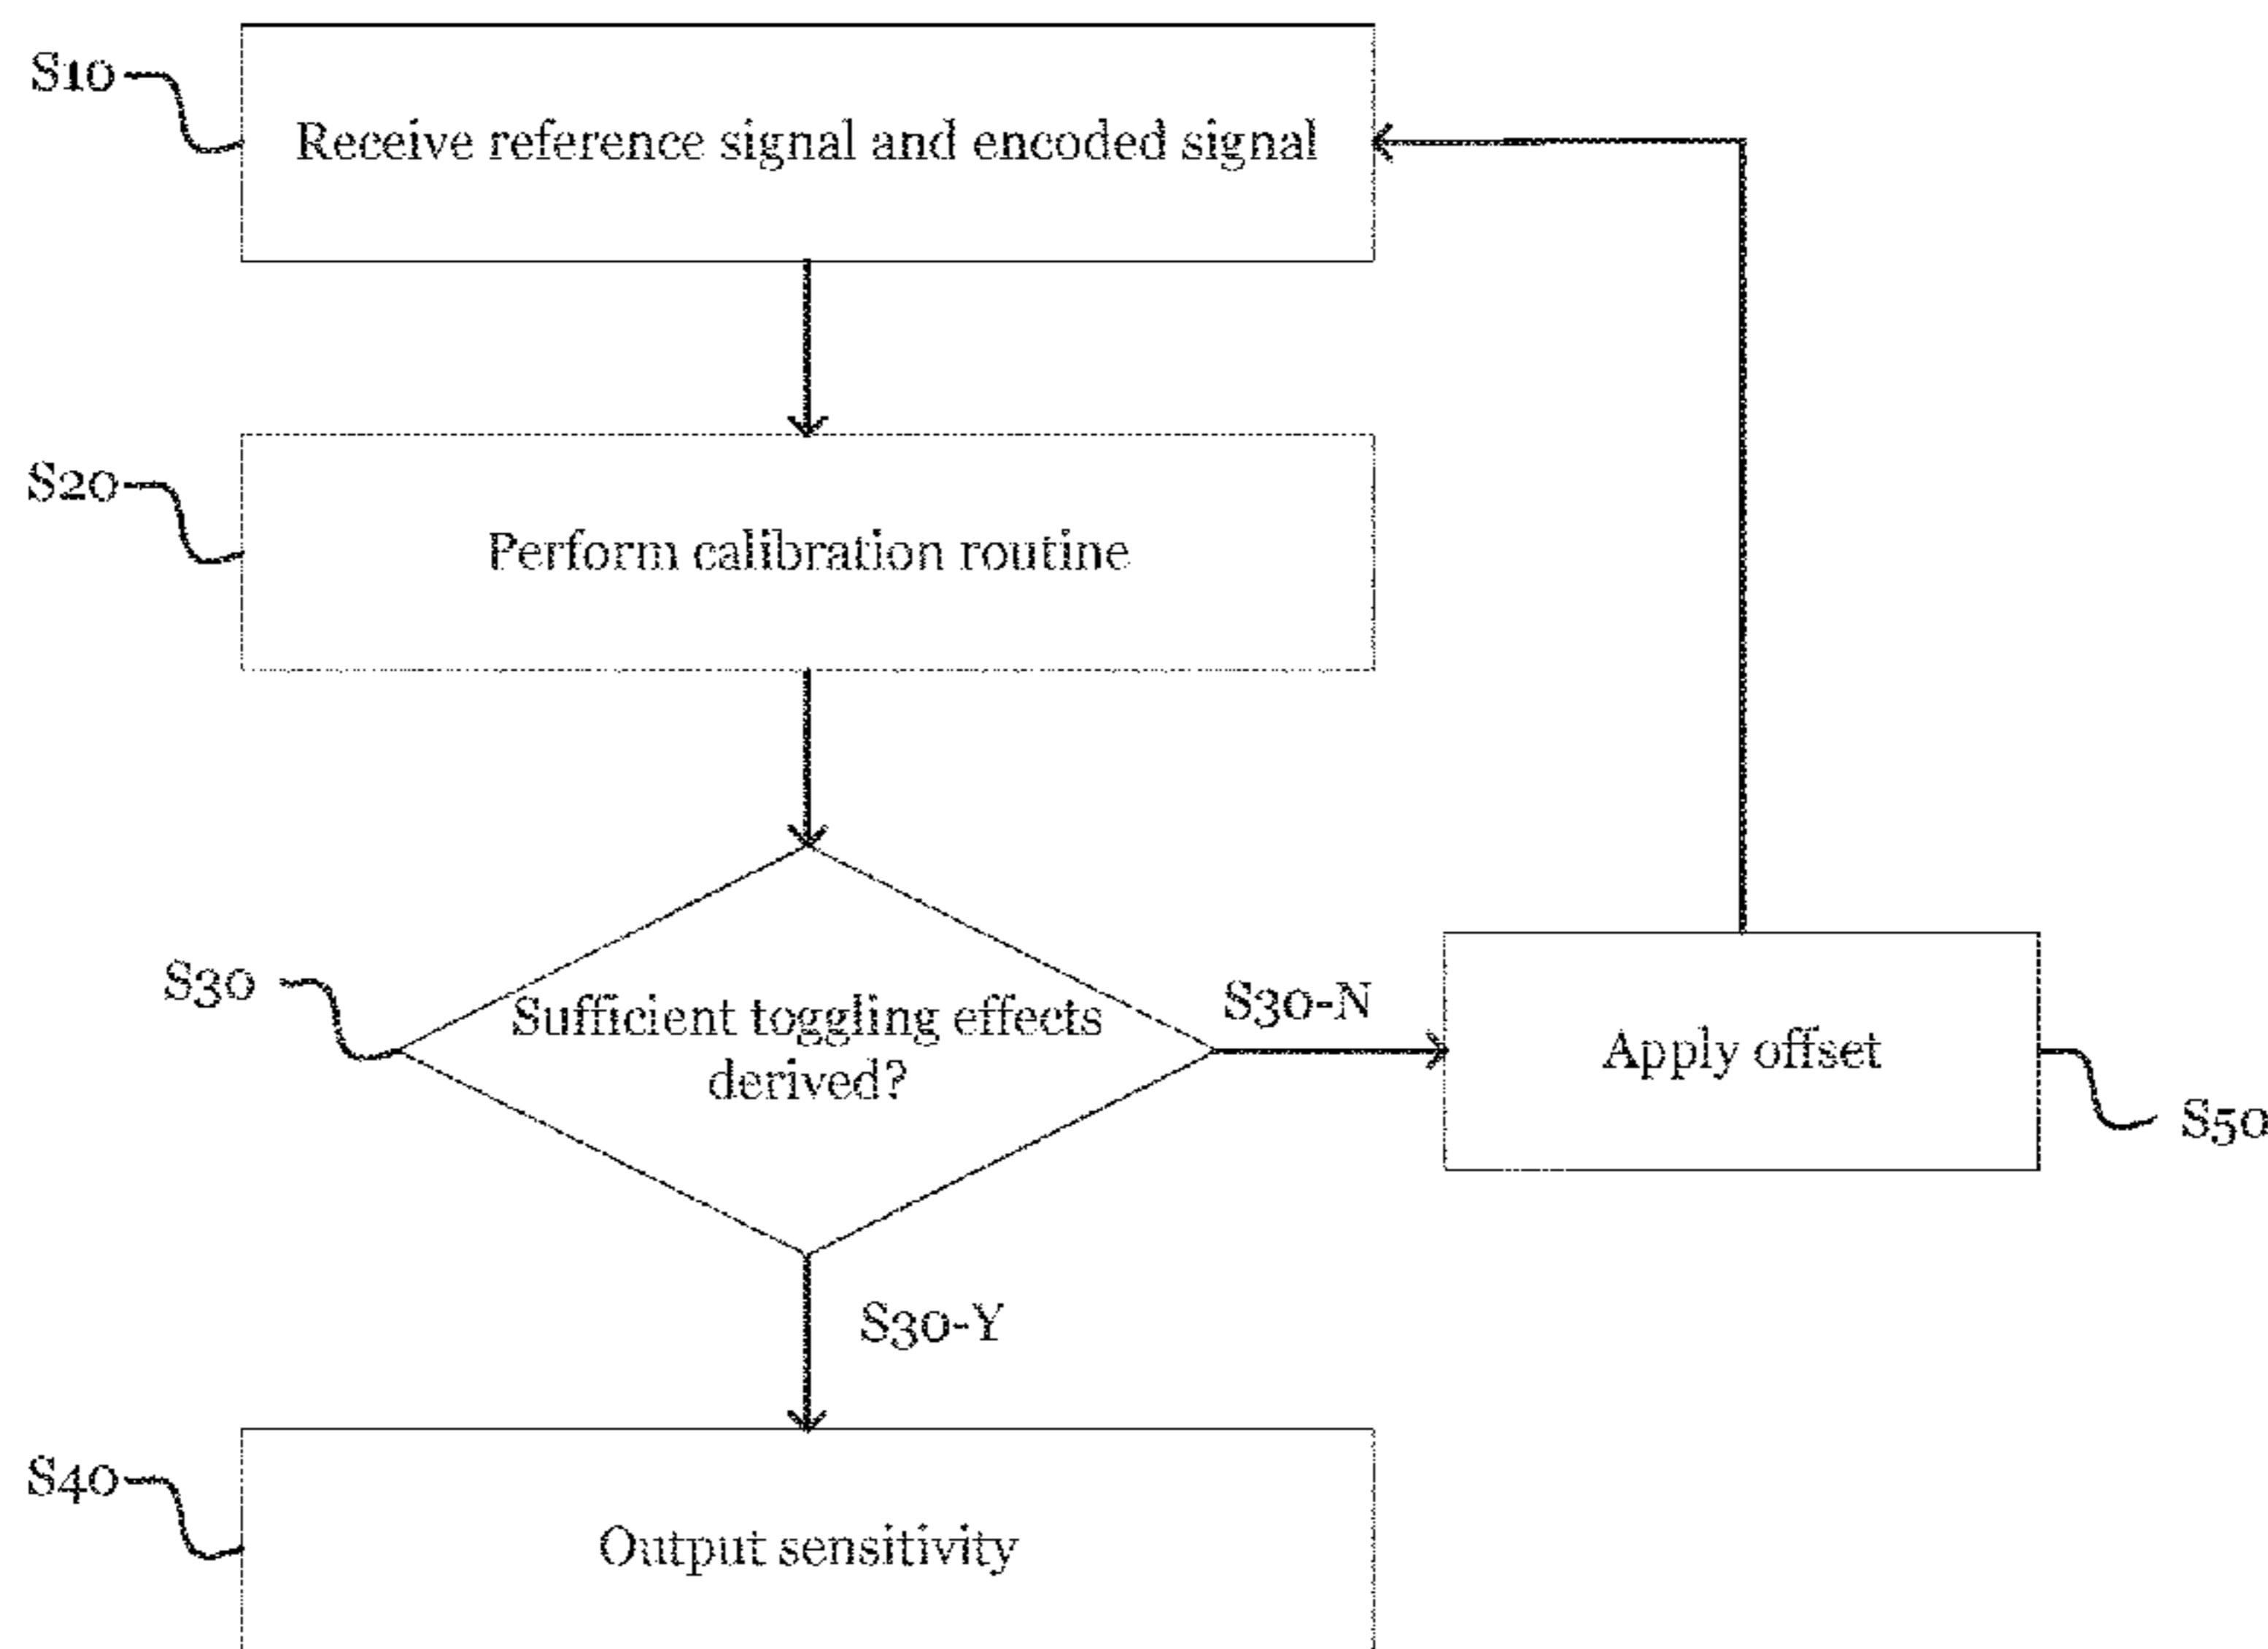 S10
Receive reference signal and encoded signal
S20
Perform calibration routine
S30
Sufficient toggling effects
derived?
S30-N
Apply offset
S50
S30-Y
S40
Output sensitivity